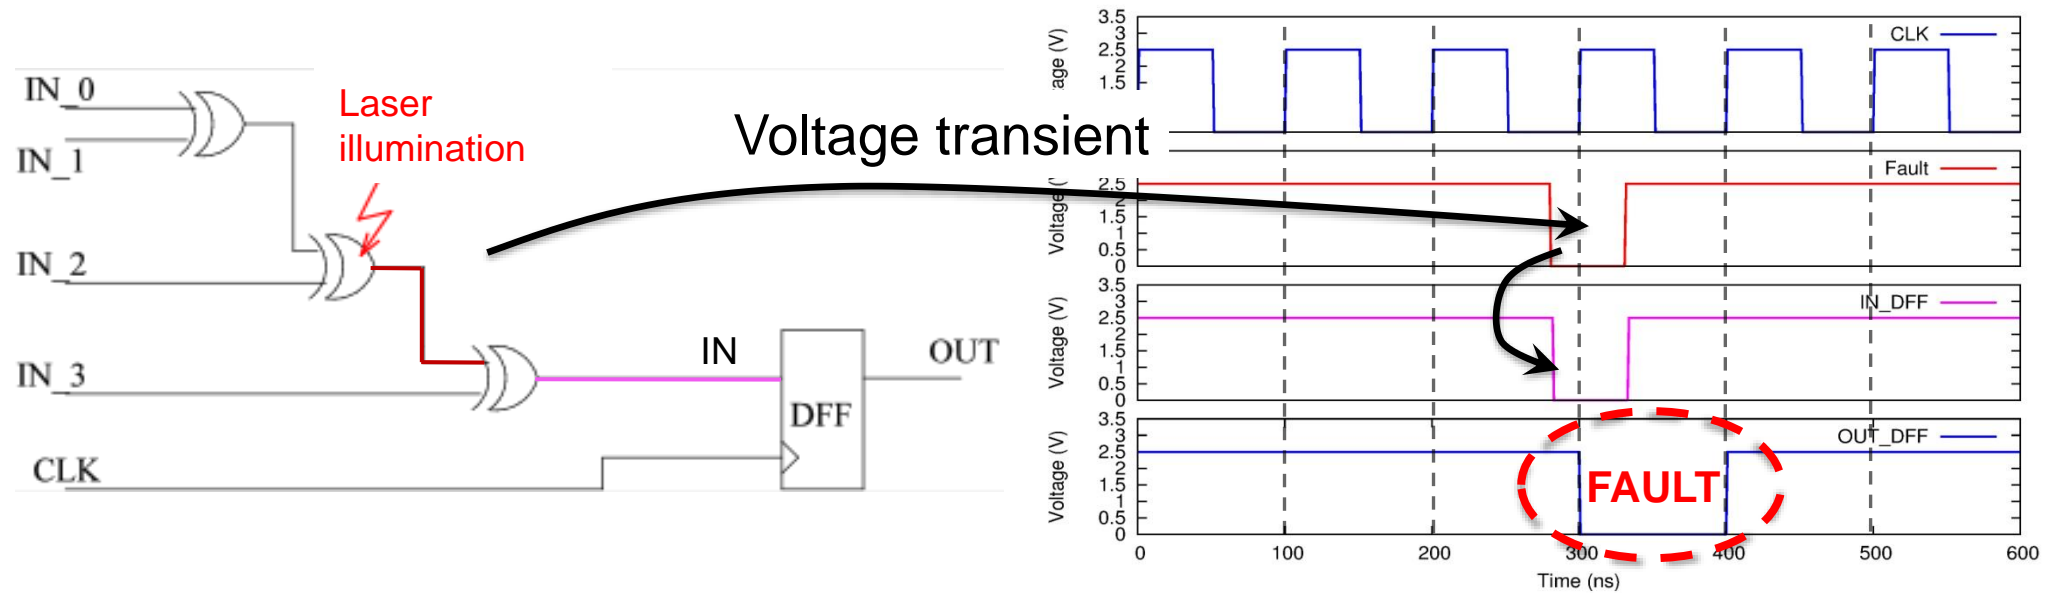 IN_0
IN_1
Laser
illumination
IN_2
IN_3
IN
OUT
DFF
CLK
Voltage transient
3.5
3
2.5
2
1.5
age (V)
CLK
2.5
2
1.5
1
0.5
0
Voltage (
Fault
3.5
3
2.5
2
1.5
1
0.5
0
Voltage (V)
IN_DFF
3.5
3
2.5
2
1.5
1
0.5
0
Voltage (V)
OUT_DFF
FAULT
0
100
200
300
400
500
600
Time (ns)